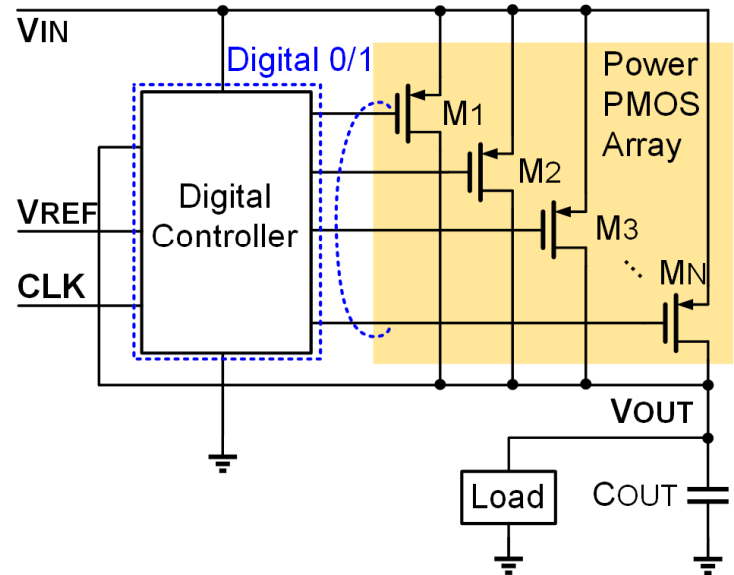 VIN
Digital 0/1
Power
PMOS
Array
M1
M2
M3
MN
Digital
Controller
VREF
CLK
VOUT
Load
COUT